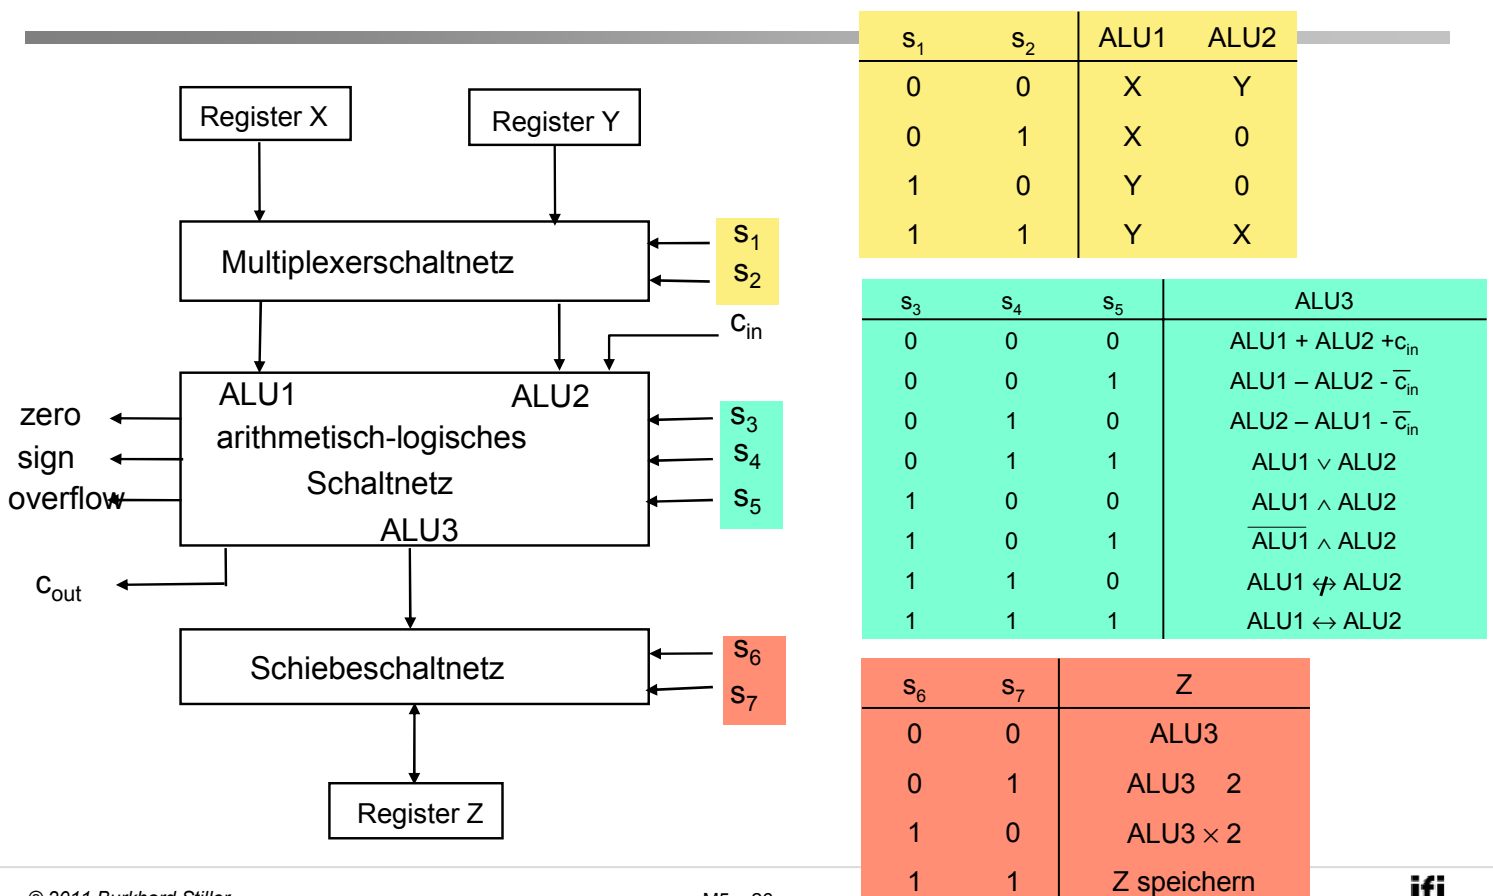 Register X
Register Y
Multiplexerschaltnetz
s1
s2
cin
ALU1
ALU2
arithmetisch-logisches
Schaltnetz
ALU3
zero
sign
overflow
cout
s3
s4
s5
Schiebeschaltnetz
s6
s7
Register Z
s1 s2 ALU1 ALU2
0 0 X Y
0 1 X 0
1 0 Y 0
1 1 Y X
s3 s4 s5 ALU3
0 0 0 ALU1 + ALU2 +cin
0 0 1 ALU1 – ALU2 - c̅in
0 1 0 ALU2 – ALU1 - c̅in
0 1 1 ALU1 ∨ ALU2
1 0 0 ALU1 ∧ ALU2
1 0 1 A̅L̅U̅1̅ ∧ ALU2
1 1 0 ALU1 ↮ ALU2
1 1 1 ALU1 ↔ ALU2
s6 s7 Z
0 0 ALU3
0 1 ALU3 2
1 0 ALU3 × 2
1 1 Z speichern
© 2011 Burkhard Stiller
ifi